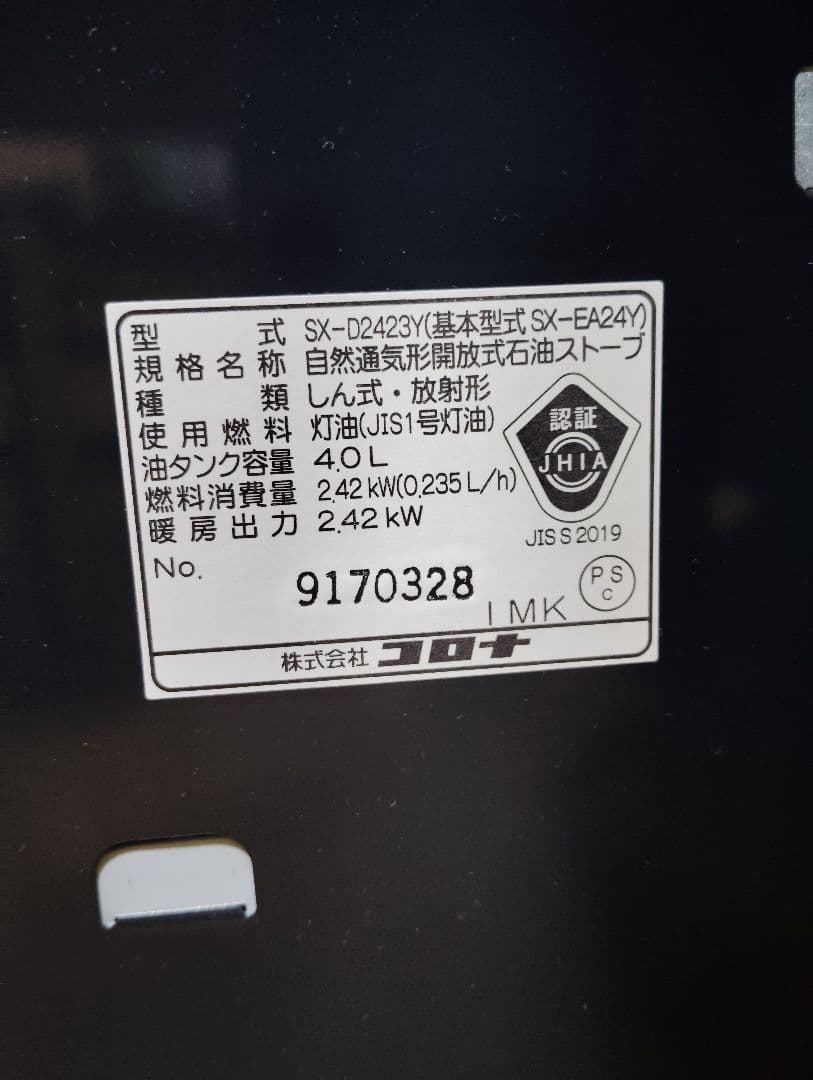 型式 SX-D2423Y(基本型式 SX-EA24Y)
規格名称 自然通気形開放式石油ストーブ
種類 しん式・放射形
使用燃料 灯油(JIS1号灯油)
油タンク容量 4.0L
燃料消費量 2.42kW(0.235L/h)
暖房出力 2.42kW
認証
JHIA
JIS S 2019
No. 9170328
PS
C
IMK
株式会社 コロナ